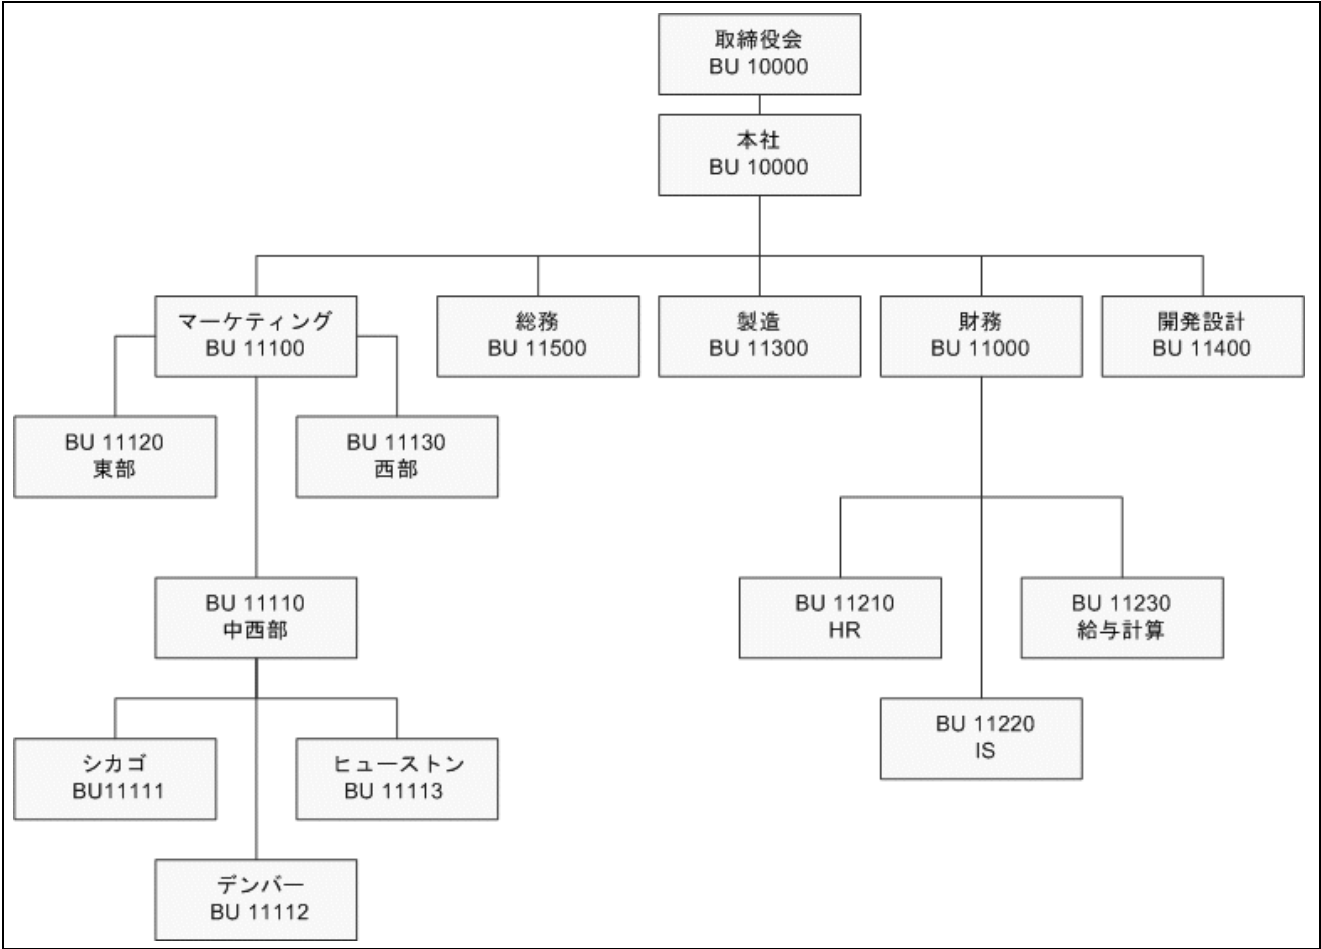 取締役会
BU 10000
本社
BU 10000
マーケティング
BU 11100
総務
BU 11500
製造
BU 11300
財務
BU 11000
開発設計
BU 11400
BU 11120
東部
BU 11130
西部
BU 11110
中西部
BU 11210
HR
BU 11230
給与計算
BU 11220
IS
シカゴ
BU11111
ヒューストン
BU 11113
デンバー
BU 11112